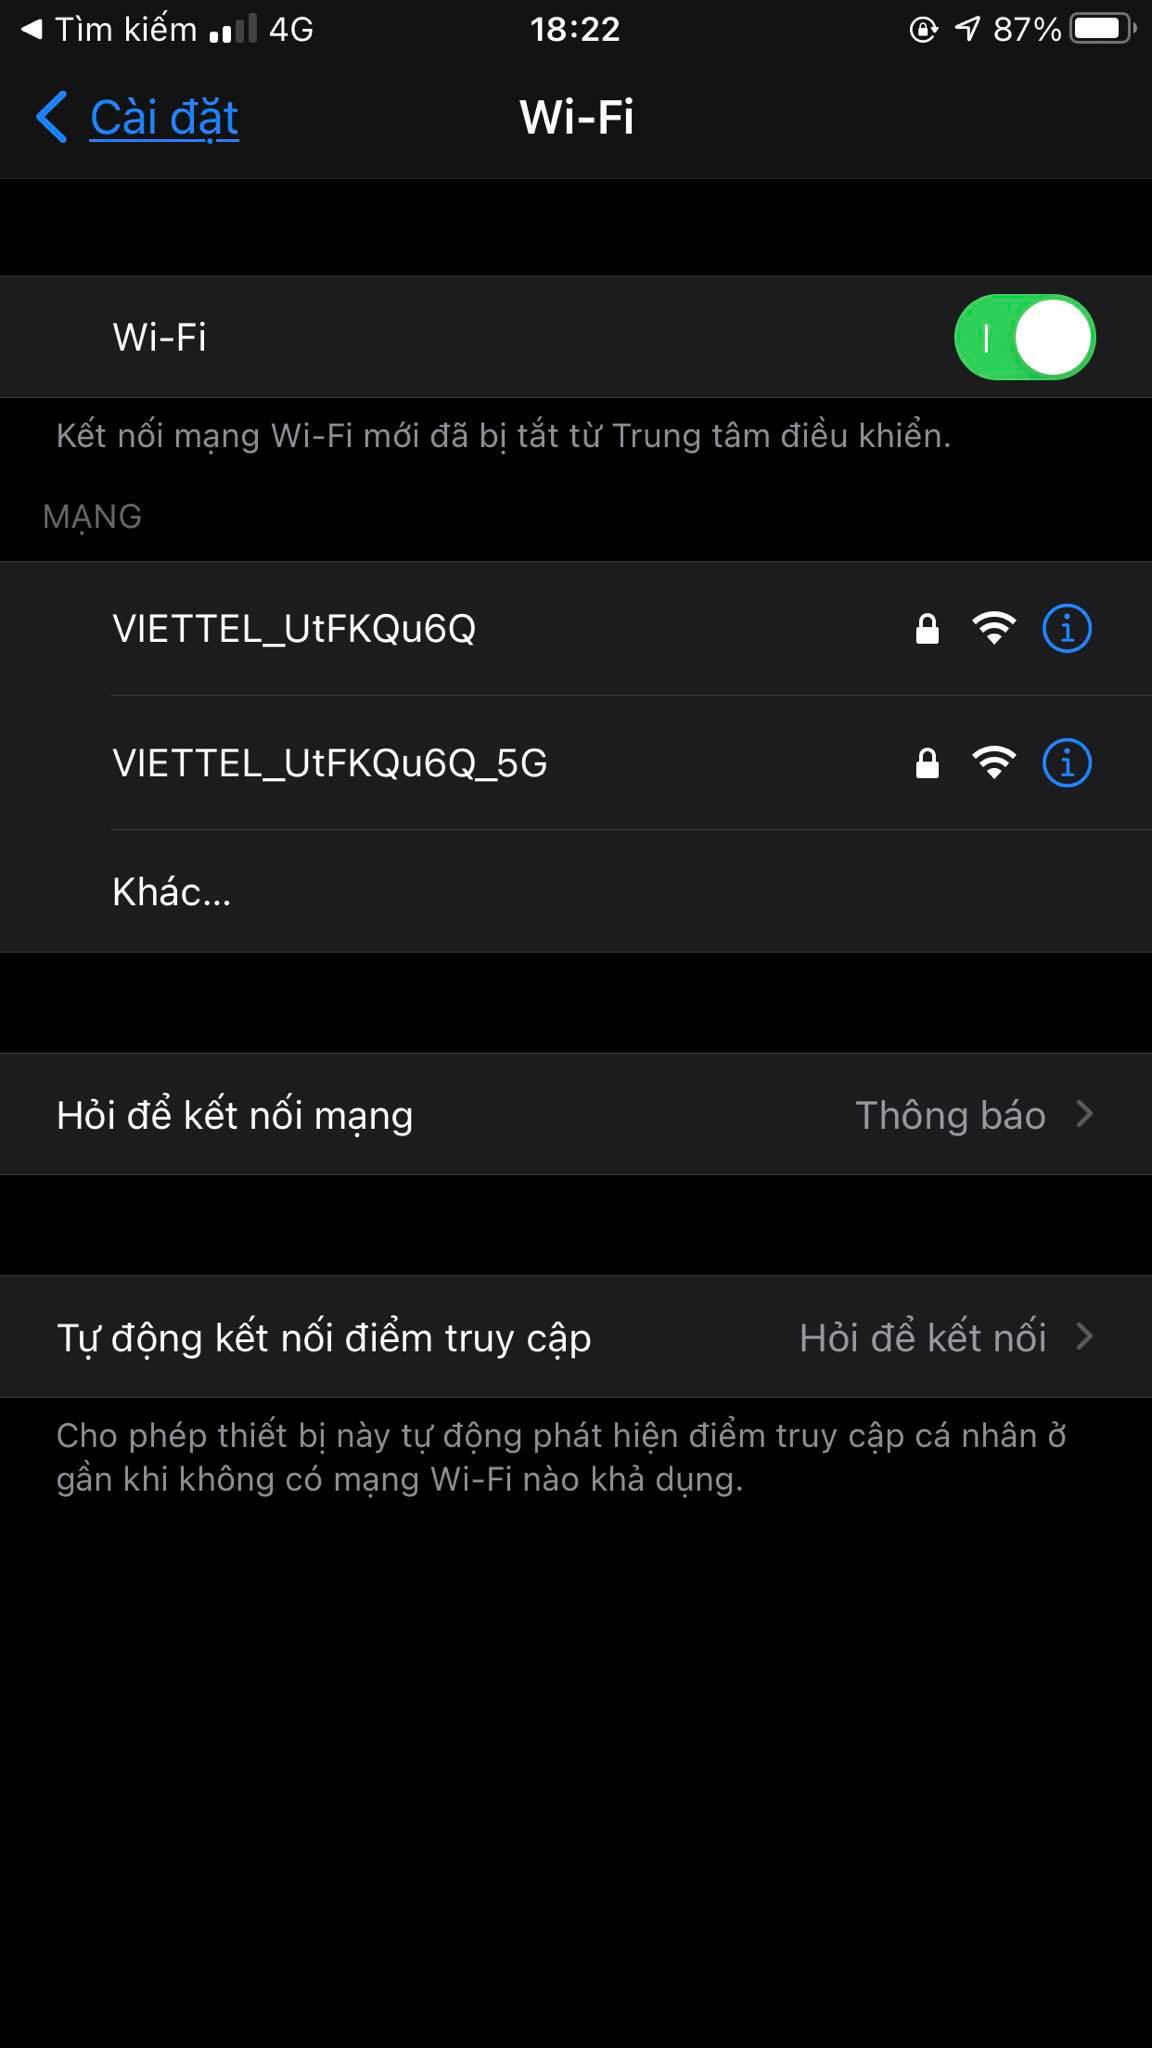 Tìm kiếm 4G 18:22 87%
Cài đặt Wi-Fi
Wi-Fi
Kết nối mạng Wi-Fi mới đã bị tắt từ Trung tâm điều khiển.
MẠNG
VIETTEL_UtFKQu6Q
VIETTEL_UtFKQu6Q_5G
Khác...
Hỏi để kết nối mạng Thông báo
Tự động kết nối điểm truy cập Hỏi để kết nối
Cho phép thiết bị này tự động phát hiện điểm truy cập cá nhân ở
gần khi không có mạng Wi-Fi nào khả dụng.